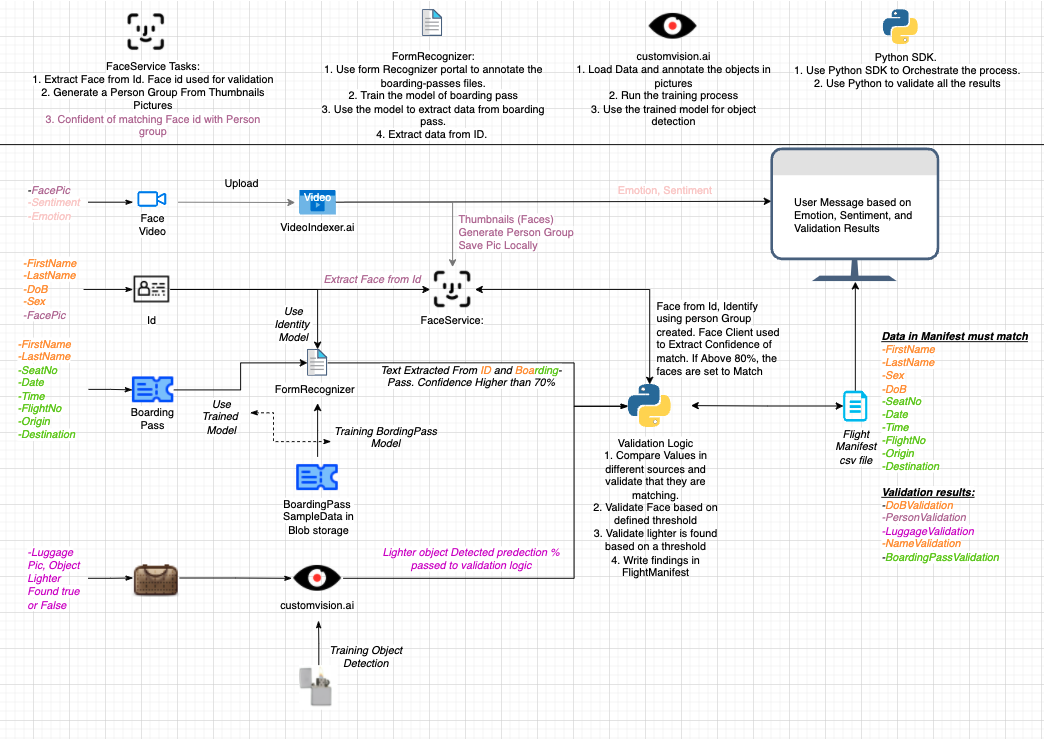 FaceService Tasks:
1. Extract Face from Id. Face id used for validation
2. Generate a Person Group From Thumbnails
Pictures
3. Confident of matching Face id with Person
group
FormRecognizer:
1. Use form Recognizer portal to annotate the
boarding-passes files.
2. Train the model of boarding pass
3. Use the model to extract data from boarding
pass.
4. Extract data from ID.
customvision.ai
1. Load Data and annotate the objects in
pictures
2. Run the training process
3. Use the trained model for object
detection
Python SDK.
1. Use Python SDK to Orchestrate the process.
2. Use Python to validate all the results
-FacePic
-Sentiment
-Emotion
Face
Video
Upload
Video
VideoIndexer.ai
Emotion, Sentiment
Thumbnails (Faces)
Generate Person Group
Save Pic Locally
User Message based on
Emotion, Sentiment, and
Validation Results
-FirstName
-LastName
-DoB
-Sex
-FacePic
Id
Extract Face from Id
FaceService:
Use
Identity
Model
Face from Id, Identify
using person Group
created. Face Client used
to Extract Confidence of
match. If Above 80%, the
faces are set to Match
-FirstName
-LastName
-SeatNo
-Date
-Time
-FlightNo
-Origin
-Destination
Boarding
Pass
FormRecognizer
Text Extracted From ID and Boarding-
Pass. Confidence Higher than 70%
Use
Trained
Model
Training BordingPass
Model
BoardingPass
SampleData in
Blob storage
Validation Logic
1. Compare Values in
different sources and
validate that they are
matching.
2. Validate Face based on
defined threshold
3. Validate lighter is found
based on a threshold
4. Write findings in
FlightManifest
Flight
Manifest
csv file
Data in Manifest must match
-FirstName
-LastName
-Sex
-DoB
-SeatNo
-Date
-Time
-FlightNo
-Origin
-Destination
Validation results:
-DoBValidation
-PersonValidation
-LuggageValidation
-NameValidation
-BoardingPassValidation
-Luggage
Pic, Object
Lighter
Found true
or False
customvision.ai
Lighter object Detected predection %
passed to validation logic
Training Object
Detection